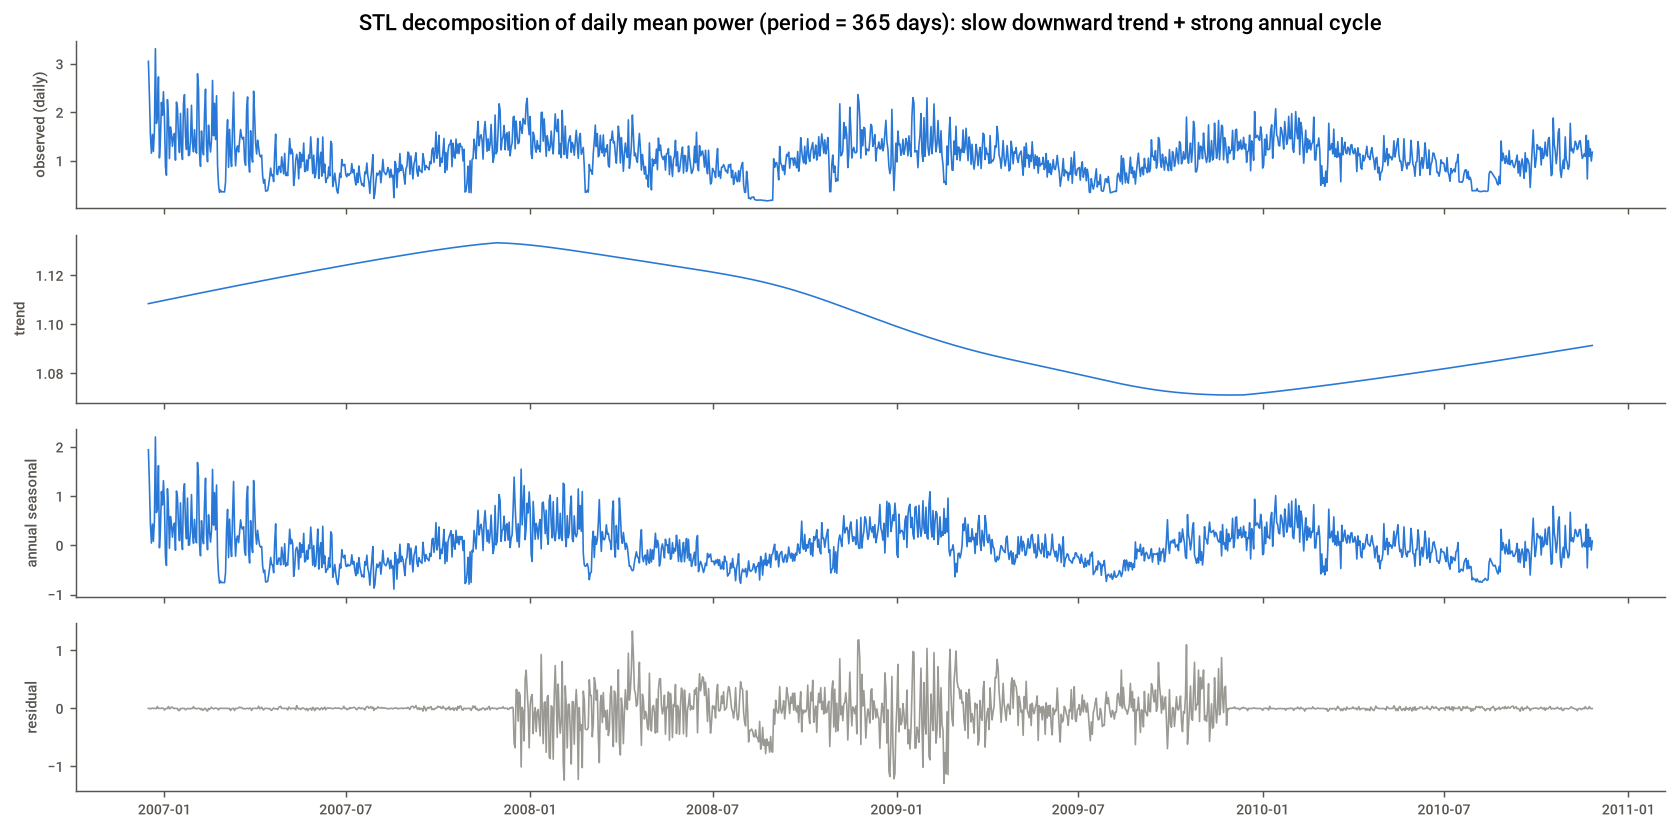 STL decomposition of daily mean power (period = 365 days): slow downward trend + strong annual cycle
observed (daily)
3
2
1
trend
1.12
1.10
1.08
annual seasonal
2
1
0
−1
residual
1
0
−1
2007-01 2007-07 2008-01 2008-07 2009-01 2009-07 2010-01 2010-07 2011-01